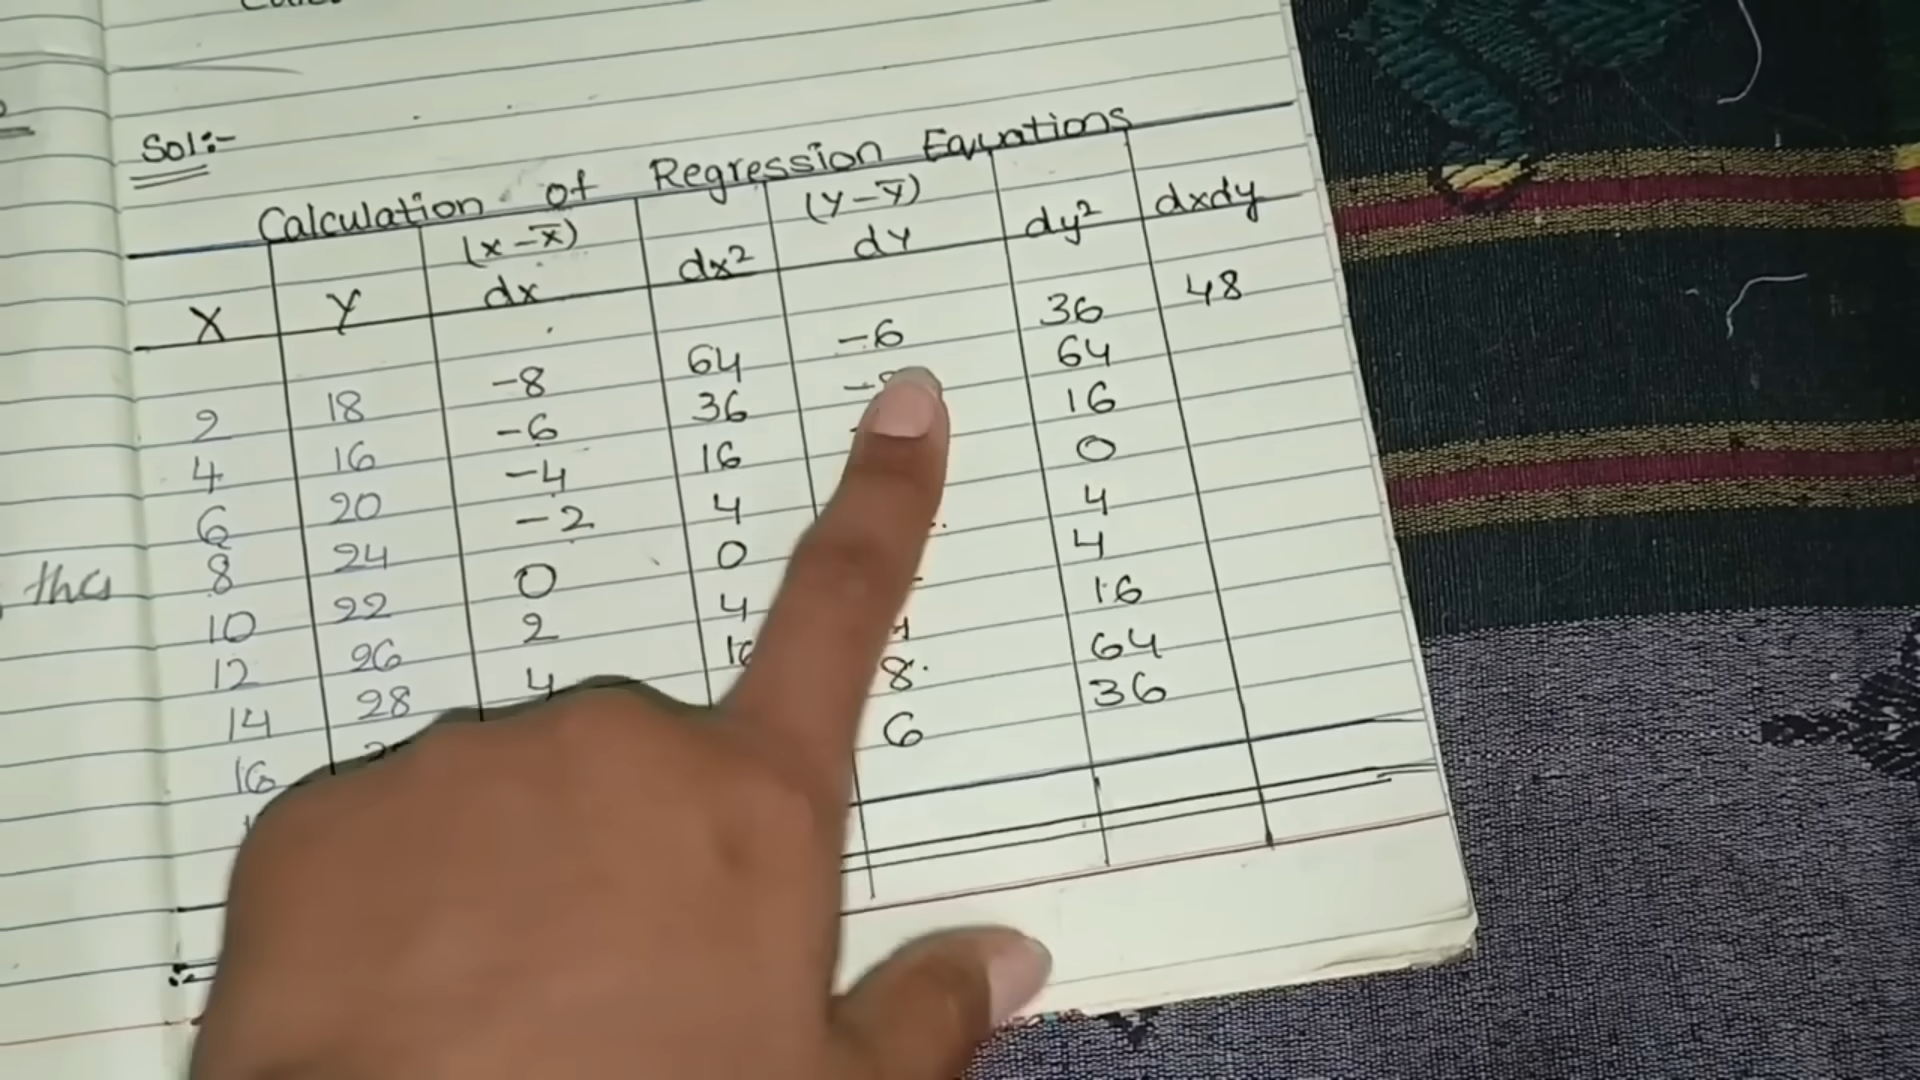 Sol:-
Calculation of Regression Equations
X Y (x-x̅) dx dx² (Y-Y̅) dy dy² dxdy
2 18 -8 64 -6 36 48
4 16 -6 36 64
6 20 -4 16 16
8 24 -2 4 0
10 22 0 0 4
12 26 2 4 4
14 28 4 16
16 8 64
6 36